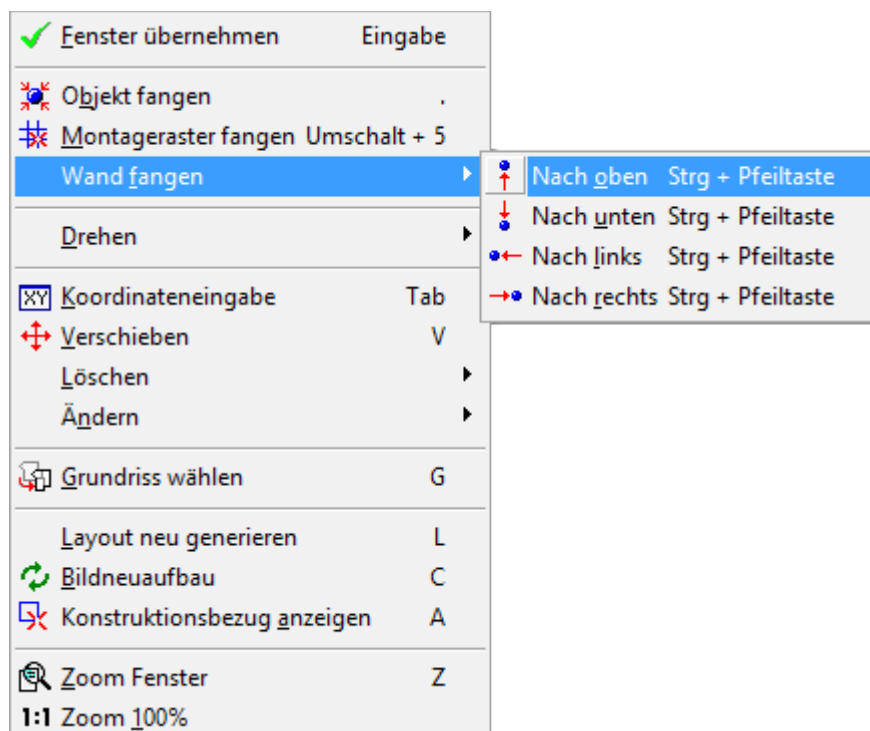 Fenster übernehmen Eingabe
Objekt fangen .
Montageraster fangen Umschalt + 5
Wand fangen
Nach oben Strg + Pfeiltaste
Nach unten Strg + Pfeiltaste
Nach links Strg + Pfeiltaste
Nach rechts Strg + Pfeiltaste
Drehen
XY Koordinateneingabe Tab
Verschieben V
Löschen
Ändern
Grundriss wählen G
Layout neu generieren L
Bildneuaufbau C
Konstruktionsbezug anzeigen A
Zoom Fenster Z
1:1 Zoom 100%